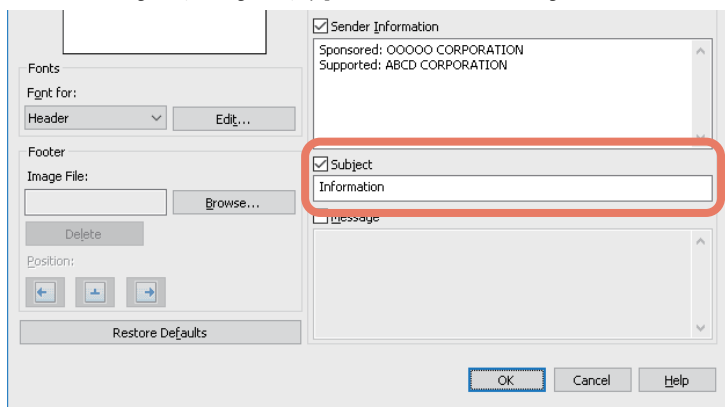 Sender Information
Sponsored: OOOOO CORPORATION
Supported: ABCD CORPORATION
Fonts
Font for:
Header
Edit...
Footer
Image File:
Browse...
Delete
Position:
Restore Defaults
Subject
Information
Message
OK
Cancel
Help